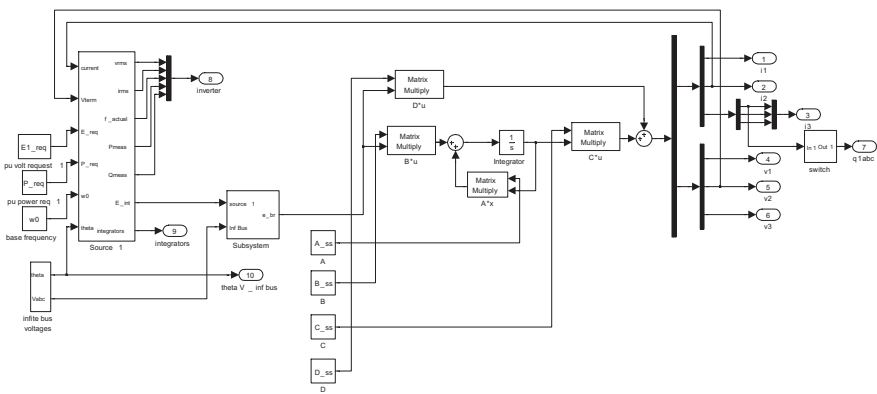 current
Vterm
E_req
P_req
w0
theta
vrms
irms
f_actual
Pmeas
Qmeas
E_int
integrators
Source 1
8
inverter
E1_req
pu volt request 1
P_req
pu power req 1
w0
base frequency
9
integrators
source 1
Inf Bus
e_br
Subsystem
theta
Vabc
infite bus
voltages
10
theta V _ inf bus
Matrix
Multiply
D*u
Matrix
Multiply
B*u
1
s
Integrator
Matrix
Multiply
A*x
Matrix
Multiply
C*u
A_ss
A
B_ss
B
C_ss
C
D_ss
D
1
i1
2
i2
3
i3
In 1 Out 1
switch
7
q1abc
4
v1
5
v2
6
v3